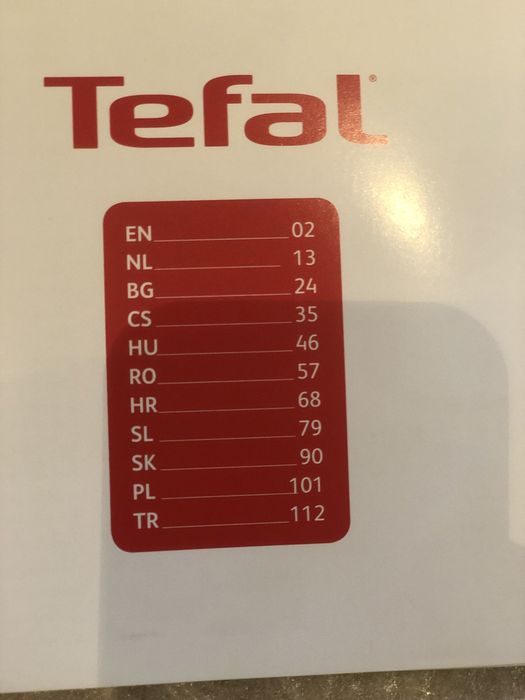 Tefal®
EN 02
NL 13
BG 24
CS 35
HU 46
RO 57
HR 68
SL 79
SK 90
PL 101
TR 112